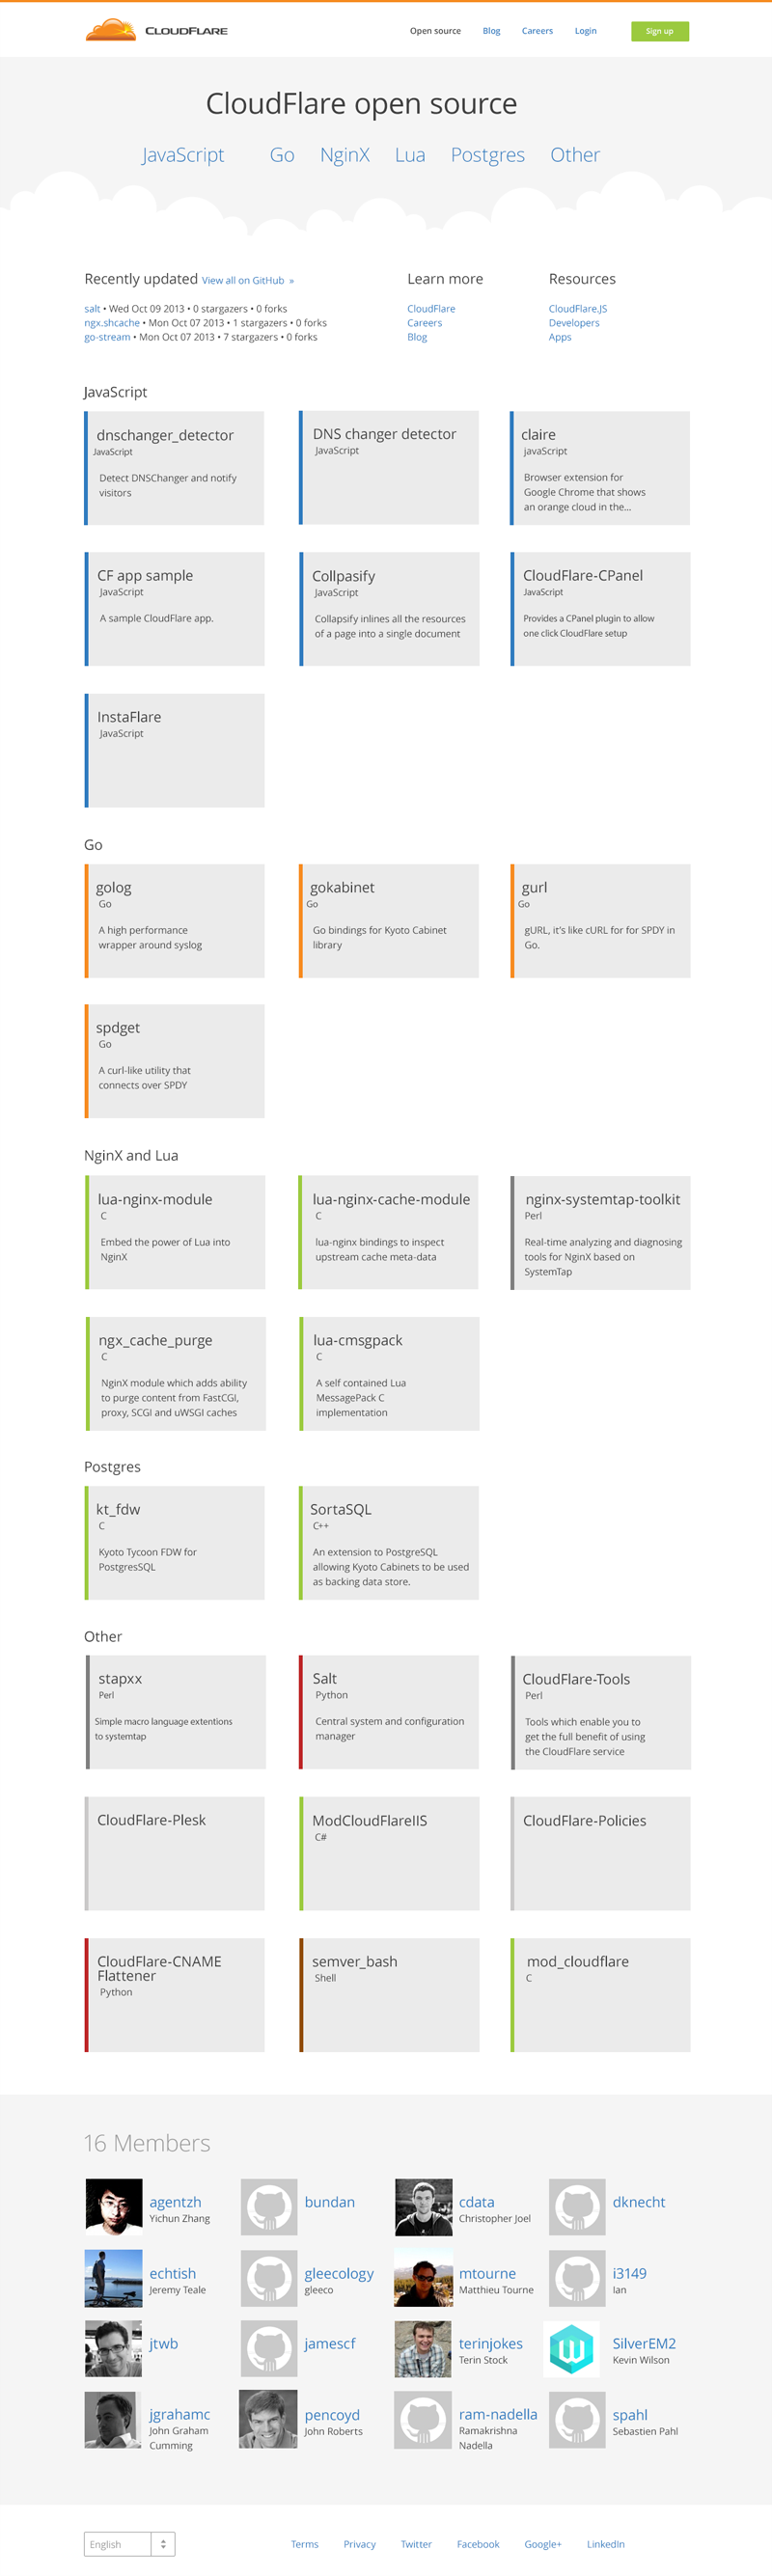 CLOUDFLARE
Open source Blog Careers Login Sign up
CloudFlare open source
JavaScript Go NginX Lua Postgres Other
Recently updated View all on GitHub »
salt • Wed Oct 09 2013 • 0 stargazers • 0 forks
ngx.shcache • Mon Oct 07 2013 • 1 stargazers • 0 forks
go-stream • Mon Oct 07 2013 • 7 stargazers • 0 forks
Learn more
CloudFlare
Careers
Blog
Resources
CloudFlare.JS
Developers
Apps
JavaScript
dnschanger_detector
JavaScript
Detect DNSChanger and notify
visitors
DNS changer detector
JavaScript
claire
javaScript
Browser extension for
Google Chrome that shows
an orange cloud in the...
CF app sample
JavaScript
A sample CloudFlare app.
Collpasify
JavaScript
Collapsify inlines all the resources
of a page into a single document
CloudFlare-CPanel
JavaScript
Provides a CPanel plugin to allow
one click CloudFlare setup
InstaFlare
JavaScript
Go
golog
Go
A high performance
wrapper around syslog
gokabinet
Go
Go bindings for Kyoto Cabinet
library
gurl
Go
gURL, it's like cURL for for SPDY in
Go.
spdget
Go
A curl-like utility that
connects over SPDY
NginX and Lua
lua-nginx-module
C
Embed the power of Lua into
NginX
lua-nginx-cache-module
C
lua-nginx bindings to inspect
upstream cache meta-data
nginx-systemtap-toolkit
Perl
Real-time analyzing and diagnosing
tools for NginX based on
SystemTap
ngx_cache_purge
C
NginX module which adds ability
to purge content from FastCGI,
proxy, SCGI and uWSGI caches
lua-cmsgpack
C
A self contained Lua
MessagePack C
implementation
Postgres
kt_fdw
C
Kyoto Tycoon FDW for
PostgresSQL
SortaSQL
C++
An extension to PostgreSQL
allowing Kyoto Cabinets to be used
as backing data store.
Other
stapxx
Perl
Simple macro language extentions
to systemtap
Salt
Python
Central system and configuration
manager
CloudFlare-Tools
Perl
Tools which enable you to
get the full benefit of using
the CloudFlare service
CloudFlare-Plesk
ModCloudFlareIIS
C#
CloudFlare-Policies
CloudFlare-CNAME
Flattener
Python
semver_bash
Shell
mod_cloudflare
C
16 Members
agentzh
Yichun Zhang
bundan
cdata
Christopher Joel
dknecht
echtish
Jeremy Teale
gleecology
gleeco
mtourne
Matthieu Tourne
i3149
Ian
jtwb
jamescf
terinjokes
Terin Stock
SilverEM2
Kevin Wilson
jgrahamc
John Graham
Cumming
pencoyd
John Roberts
ram-nadella
Ramakrishna
Nadella
spahl
Sebastien Pahl
English
Terms Privacy Twitter Facebook Google+ LinkedIn